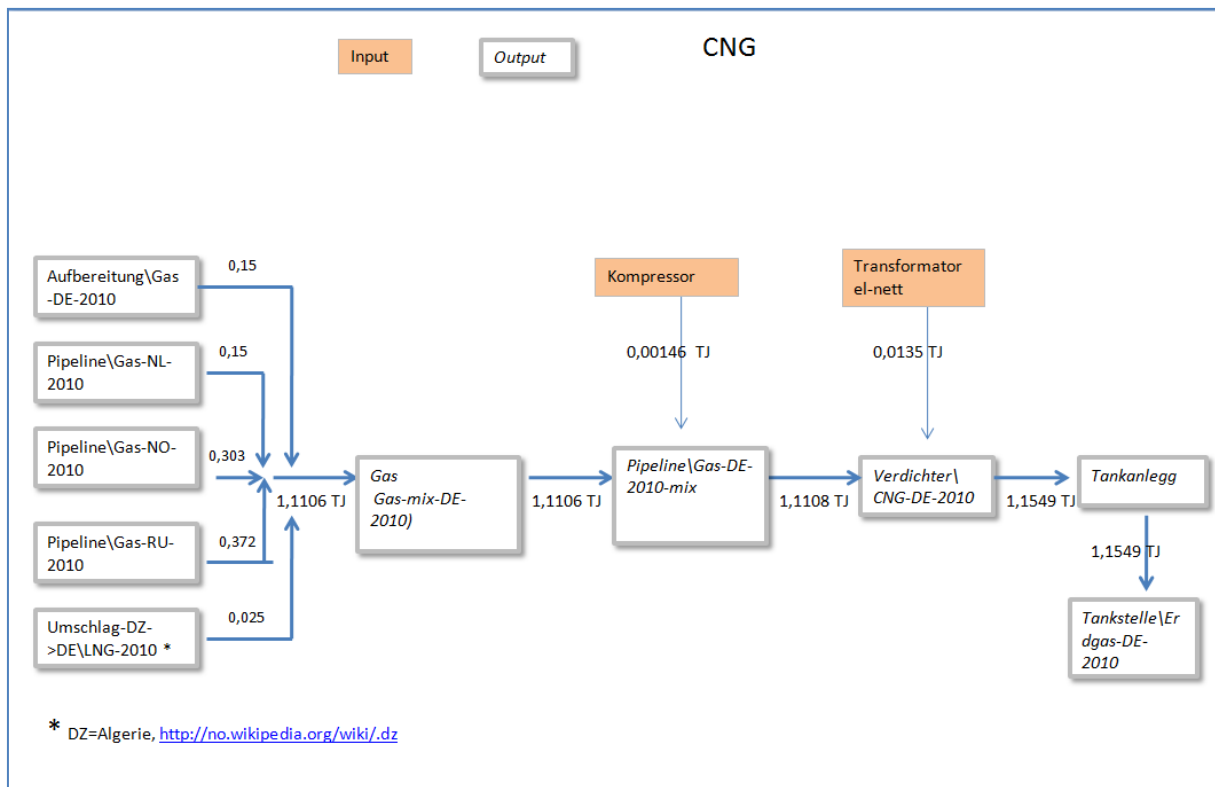 Input
Output
CNG
Aufbereitung\Gas
-DE-2010
0,15
Kompressor
Transformator
el-nett
Pipeline\Gas-NL-
2010
0,15
0,00146 TJ
0,0135 TJ
Pipeline\Gas-NO-
2010
0,303
1,1106 TJ
Gas
Gas-mix-DE-
2010)
1,1106 TJ
Pipeline\Gas-DE-
2010-mix
1,1108 TJ
Verdichter\
CNG-DE-2010
1,1549 TJ
Tankanlegg
Pipeline\Gas-RU-
2010
0,372
1,1549 TJ
Umschlag-DZ-
>DE\LNG-2010 *
0,025
Tankstelle\Er
dgas-DE-
2010
* DZ=Algerie, http://no.wikipedia.org/wiki/.dz